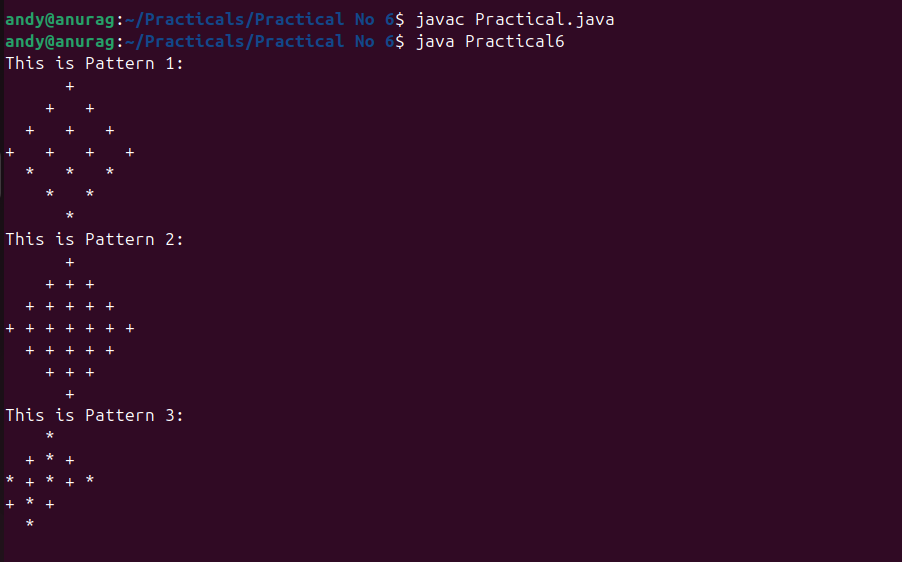 andy@anurag:~/Practicals/Practical No 6$ javac Practical.java
andy@anurag:~/Practicals/Practical No 6$ java Practical6
This is Pattern 1:
      +
    +   +
  +   +   +
+   +   +   +
  *   *   *
    *   *
      *
This is Pattern 2:
      +
    + + +
  + + + + +
+ + + + + + +
  + + + + +
    + + +
      +
This is Pattern 3:
    *
  + * +
* + * + *
+ * +
  *